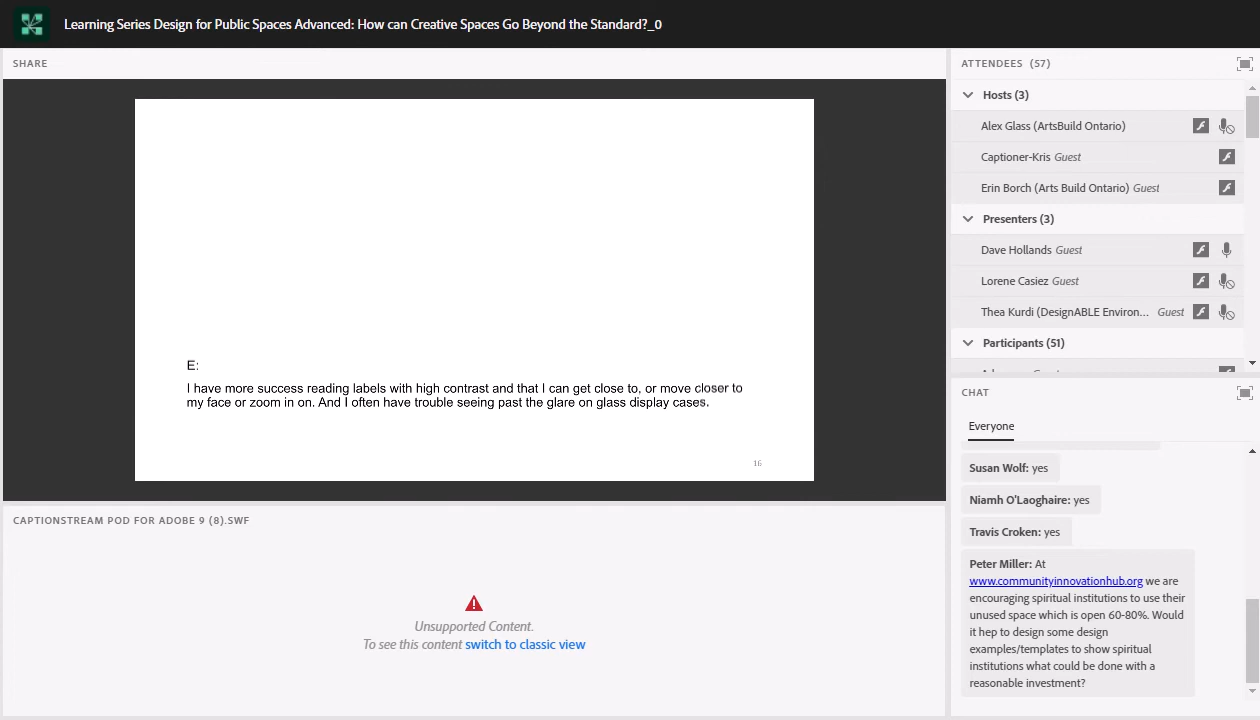 Learning Series Design for Public Spaces Advanced: How can Creative Spaces Go Beyond the Standard?_0
SHARE
E:
I have more success reading labels with high contrast and that I can get close to, or move closer to
my face or zoom in on. And I often have trouble seeing past the glare on glass display cases.
16
CAPTIONSTREAM POD FOR ADOBE 9 (8).SWF
Unsupported Content.
To see this content switch to classic view
ATTENDEES (57)
Hosts (3)
Alex Glass (ArtsBuild Ontario)
Captioner-Kris Guest
Erin Borch (Arts Build Ontario) Guest
Presenters (3)
Dave Hollands Guest
Lorene Casiez Guest
Thea Kurdi (DesignABLE Environ... Guest
Participants (51)
CHAT
Everyone
Susan Wolf: yes
Niamh O'Laoghaire: yes
Travis Croken: yes
Peter Miller: At
www.communityinnovationhub.org we are
encouraging spiritual institutions to use their
unused space which is open 60-80%. Would
it hep to design some design
examples/templates to show spiritual
institutions what could be done with a
reasonable investment?